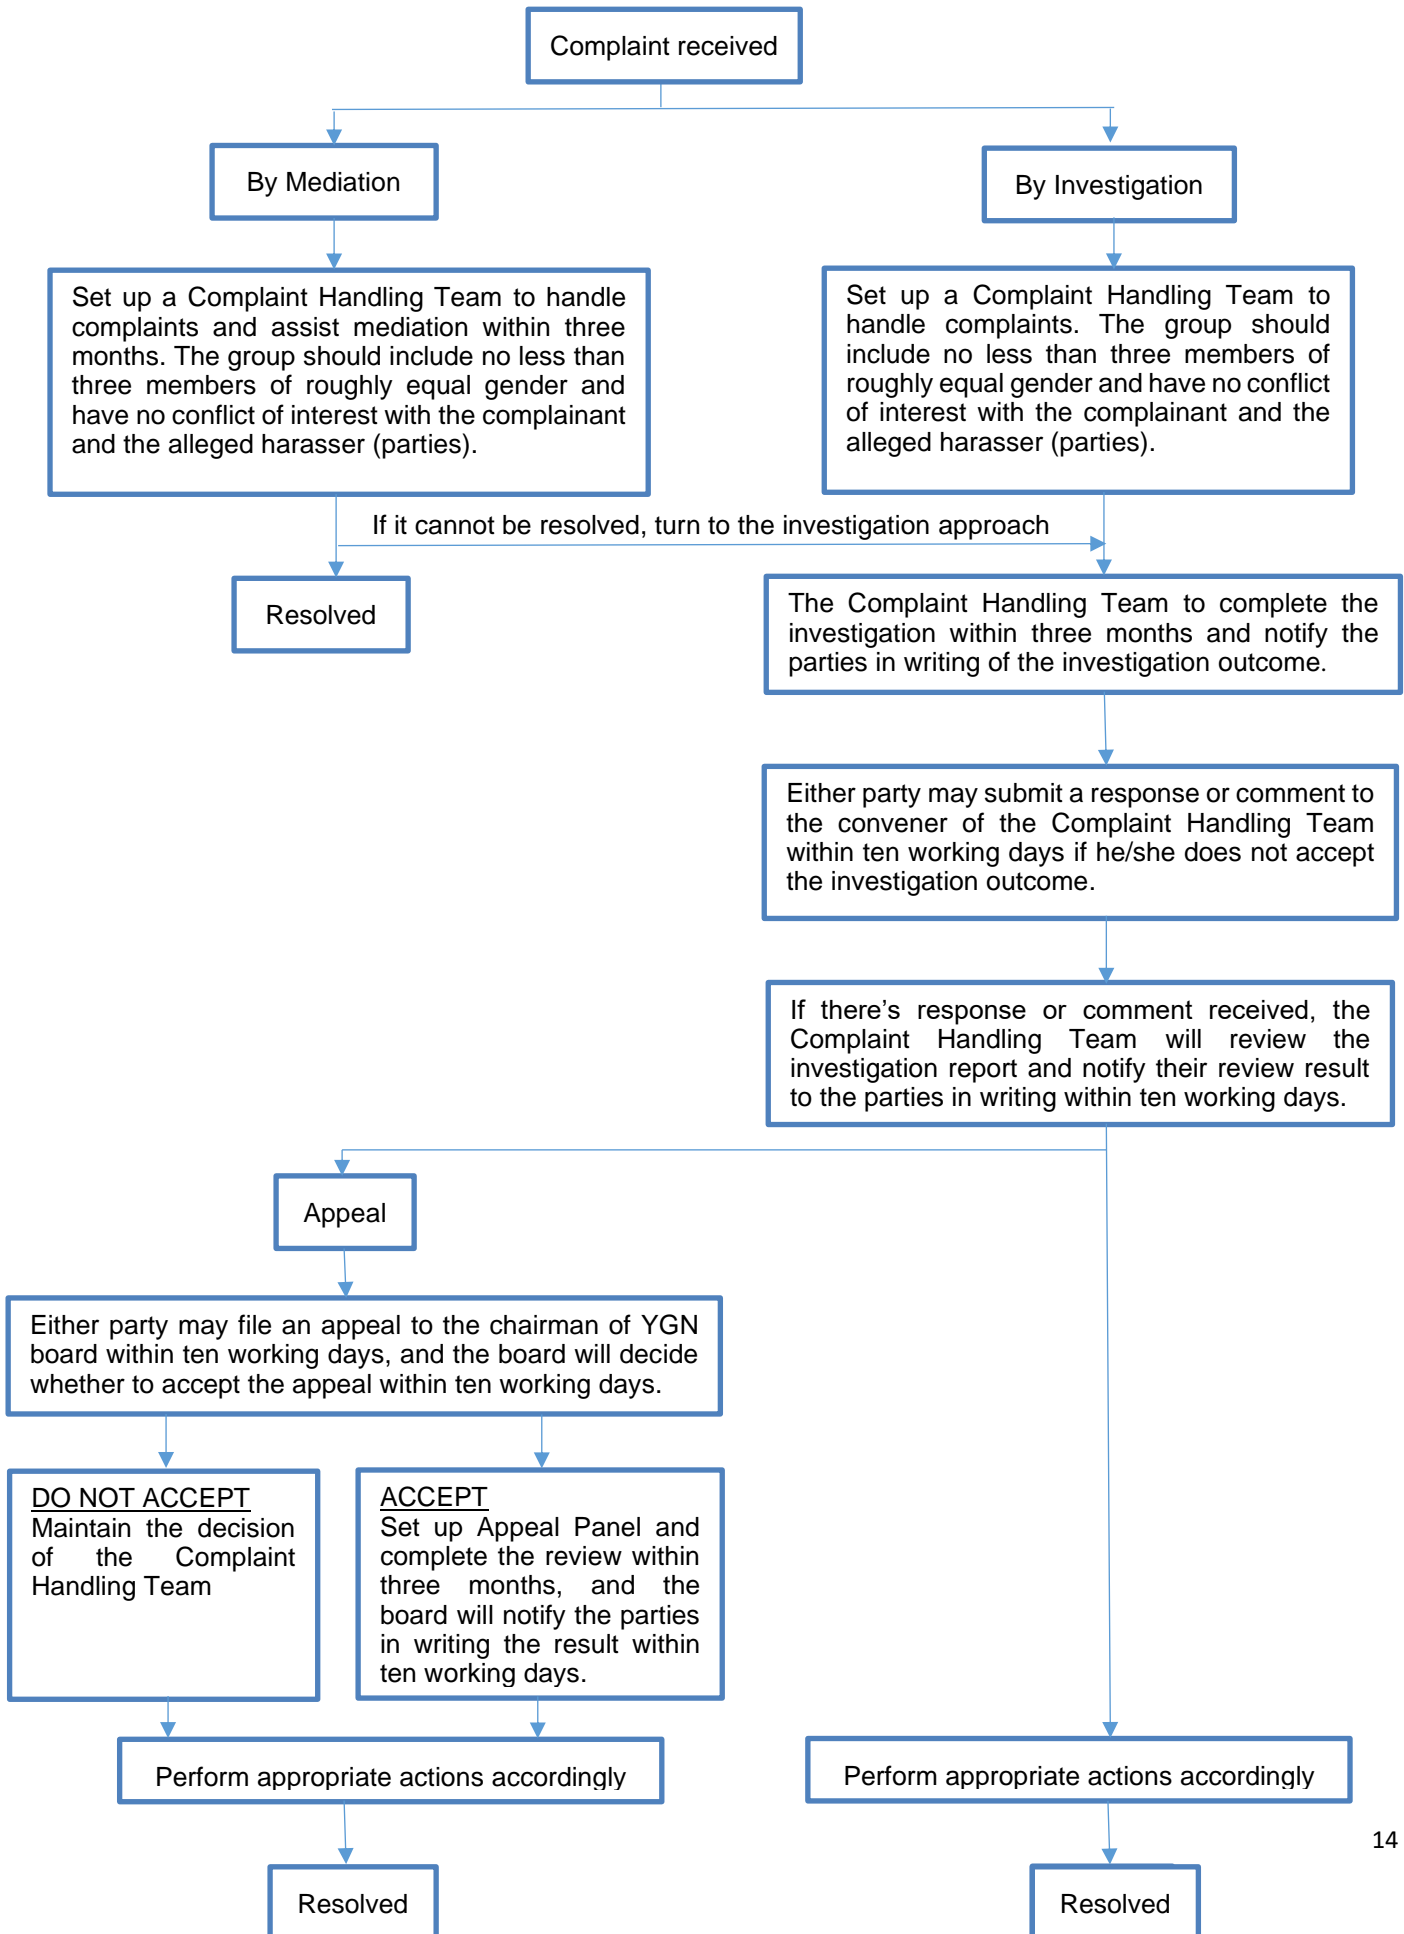 Complaint received
By Mediation
By Investigation
Set up a Complaint Handling Team to handle
complaints and assist mediation within three
months. The group should include no less than
three members of roughly equal gender and
have no conflict of interest with the complainant
and the alleged harasser (parties).
Set up a Complaint Handling Team to
handle complaints. The group should
include no less than three members of
roughly equal gender and have no conflict
of interest with the complainant and the
alleged harasser (parties).
If it cannot be resolved, turn to the investigation approach
Resolved
The Complaint Handling Team to complete the
investigation within three months and notify the
parties in writing of the investigation outcome.
Either party may submit a response or comment to
the convener of the Complaint Handling Team
within ten working days if he/she does not accept
the investigation outcome.
If there’s response or comment received, the
Complaint Handling Team will review the
investigation report and notify their review result
to the parties in writing within ten working days.
Appeal
Either party may file an appeal to the chairman of YGN
board within ten working days, and the board will decide
whether to accept the appeal within ten working days.
DO NOT ACCEPT
Maintain the decision
of the Complaint
Handling Team
ACCEPT
Set up Appeal Panel and
complete the review within
three months, and the
board will notify the parties
in writing the result within
ten working days.
Perform appropriate actions accordingly
Perform appropriate actions accordingly
14
Resolved
Resolved